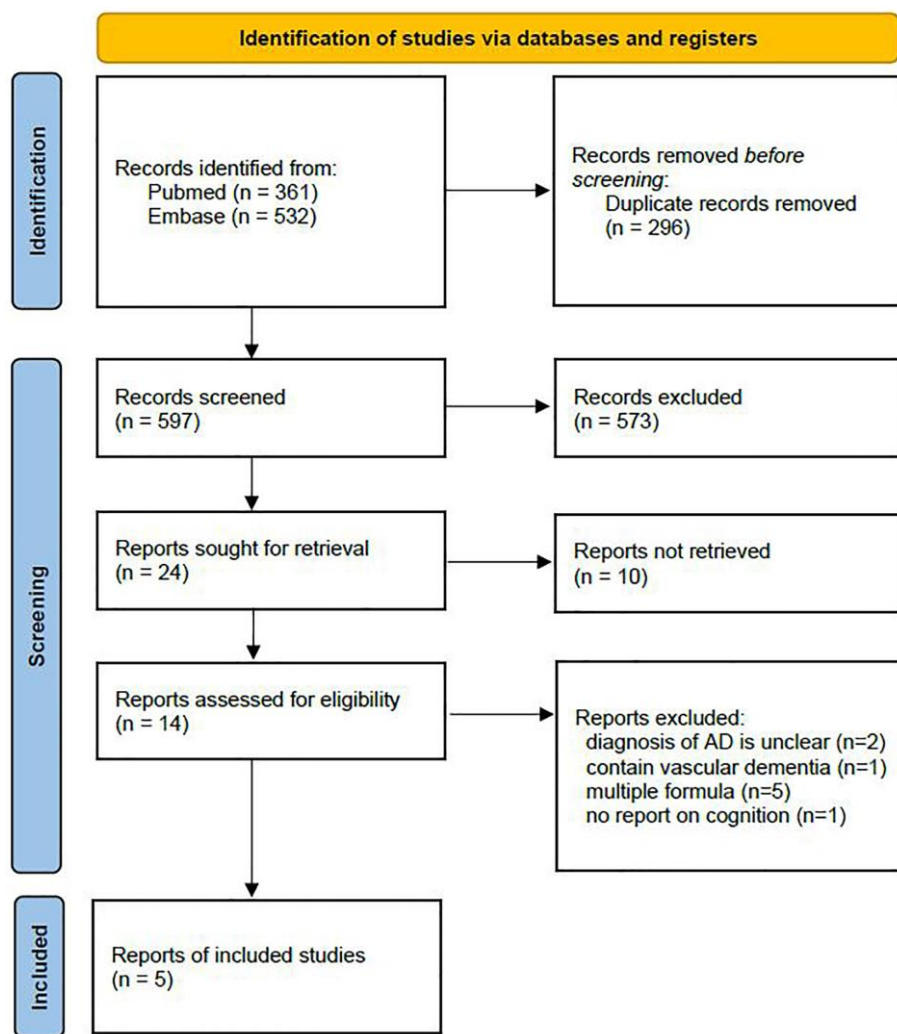 Identification of studies via databases and registers
Identification
Records identified from:
Pubmed (n = 361)
Embase (n = 532)
Records removed before
screening:
Duplicate records removed
(n = 296)
Screening
Records screened
(n = 597)
Records excluded
(n = 573)
Reports sought for retrieval
(n = 24)
Reports not retrieved
(n = 10)
Reports assessed for eligibility
(n = 14)
Reports excluded:
diagnosis of AD is unclear (n=2)
contain vascular dementia (n=1)
multiple formula (n=5)
no report on cognition (n=1)
Included
Reports of included studies
(n = 5)